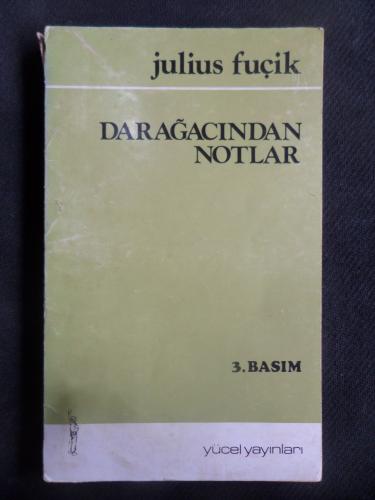 julius fuçik
DARAĞACINDAN
NOTLAR
3. BASIM
yücel yayınları